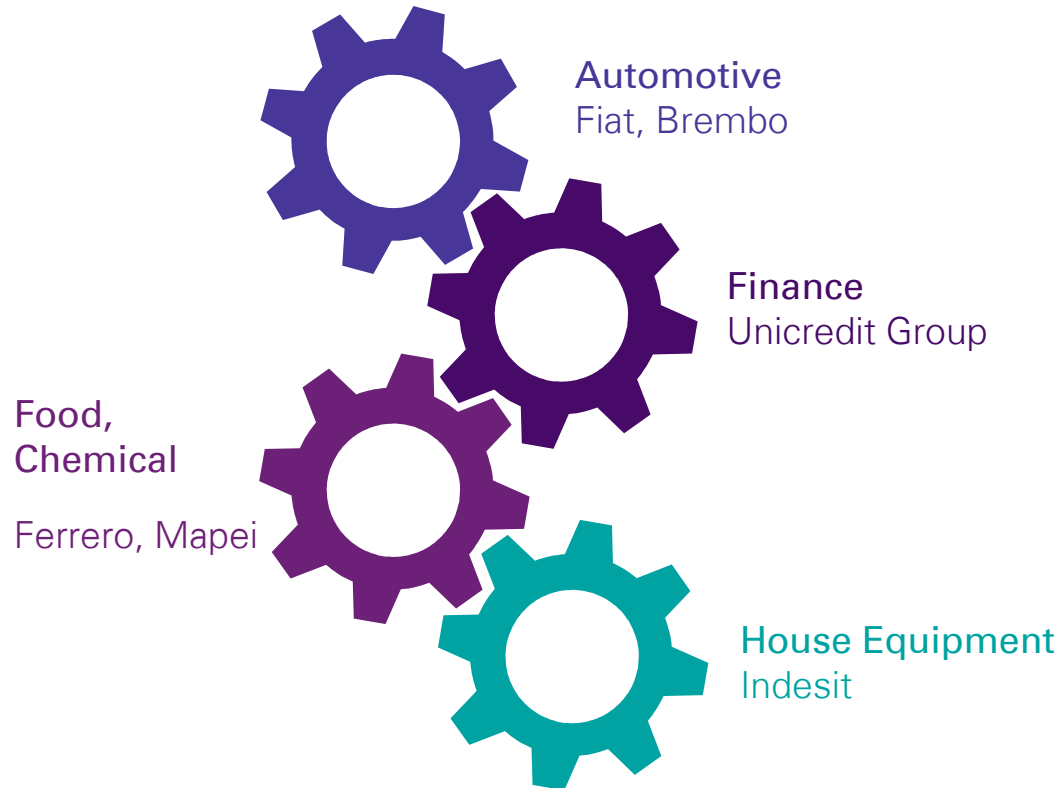 Automotive
Fiat, Brembo
Finance
Unicredit Group
Food,
Chemical
Ferrero, Mapei
House Equipment
Indesit